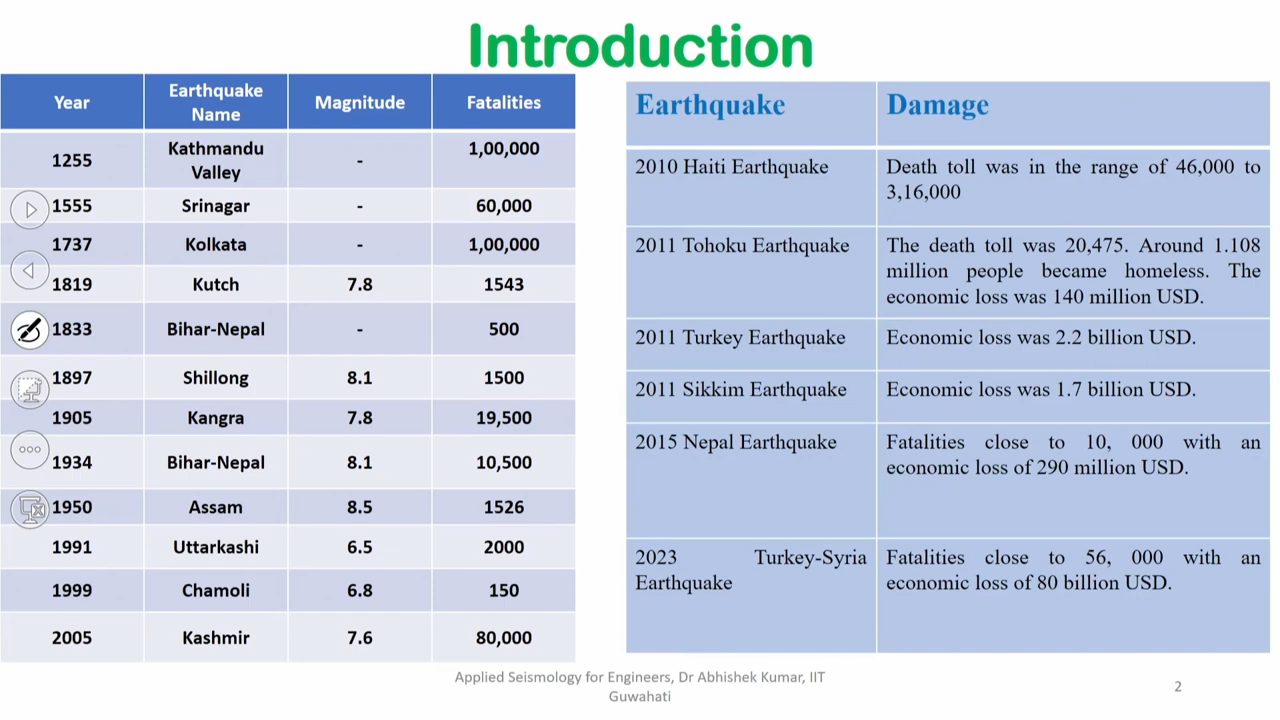 Introduction
Year Earthquake Name Magnitude Fatalities
1255 Kathmandu Valley - 1,00,000
1555 Srinagar - 60,000
1737 Kolkata - 1,00,000
1819 Kutch 7.8 1543
1833 Bihar-Nepal - 500
1897 Shillong 8.1 1500
1905 Kangra 7.8 19,500
1934 Bihar-Nepal 8.1 10,500
1950 Assam 8.5 1526
1991 Uttarkashi 6.5 2000
1999 Chamoli 6.8 150
2005 Kashmir 7.6 80,000
Earthquake Damage
2010 Haiti Earthquake Death toll was in the range of 46,000 to
3,16,000
2011 Tohoku Earthquake The death toll was 20,475. Around 1.108
million people became homeless. The
economic loss was 140 million USD.
2011 Turkey Earthquake Economic loss was 2.2 billion USD.
2011 Sikkim Earthquake Economic loss was 1.7 billion USD.
2015 Nepal Earthquake Fatalities close to 10, 000 with an
economic loss of 290 million USD.
2023 Turkey-Syria Fatalities close to 56, 000 with an
Earthquake economic loss of 80 billion USD.
Applied Seismology for Engineers, Dr Abhishek Kumar, IIT
Guwahati
2